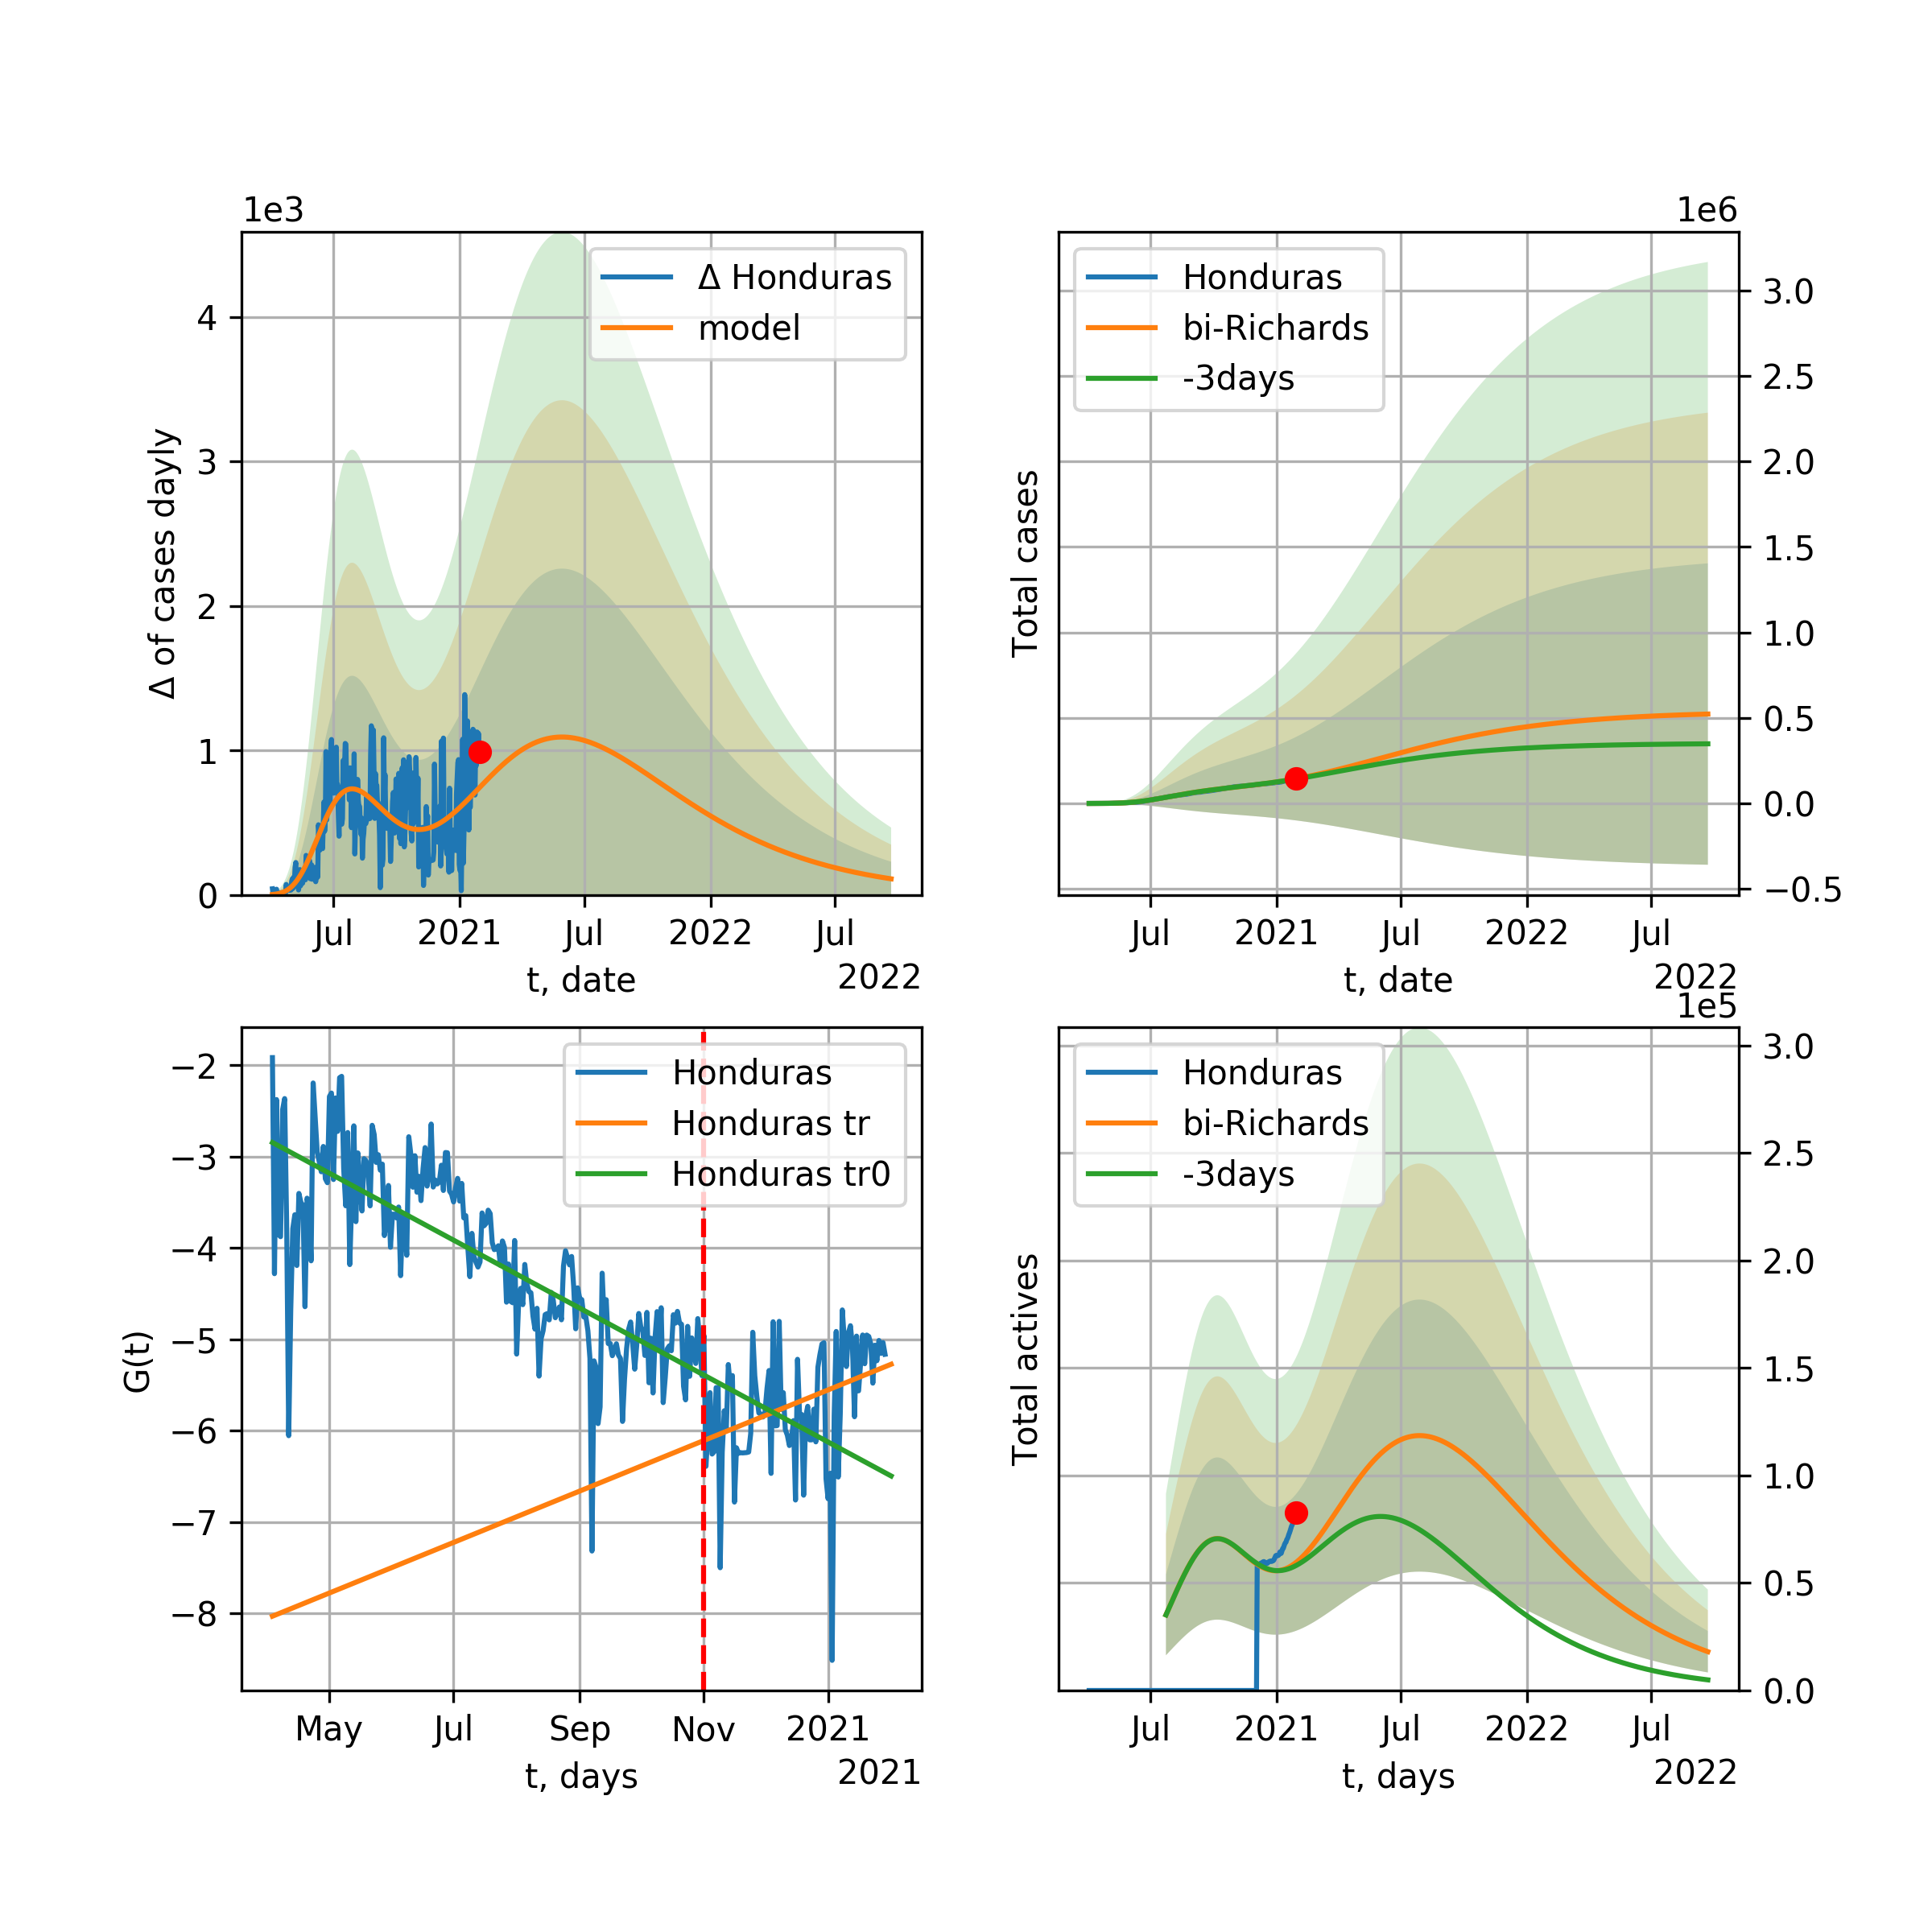 1e3
Δ Honduras
model
4
3
2
1
0
Δ of cases dayly
Jul
2021
Jul
2022
Jul
t, date
2022
1e6
Honduras
bi-Richards
-3days
3.0
2.5
2.0
1.5
1.0
0.5
0.0
−0.5
Total cases
Jul
2021
Jul
2022
Jul
t, date
2022
Honduras
Honduras tr
Honduras tr0
−2
−3
−4
−5
−6
−7
−8
G(t)
May
Jul
Sep
Nov
2021
t, days
2021
1e5
Honduras
bi-Richards
-3days
3.0
2.5
2.0
1.5
1.0
0.5
0.0
Total actives
Jul
2021
Jul
2022
Jul
t, days
2022